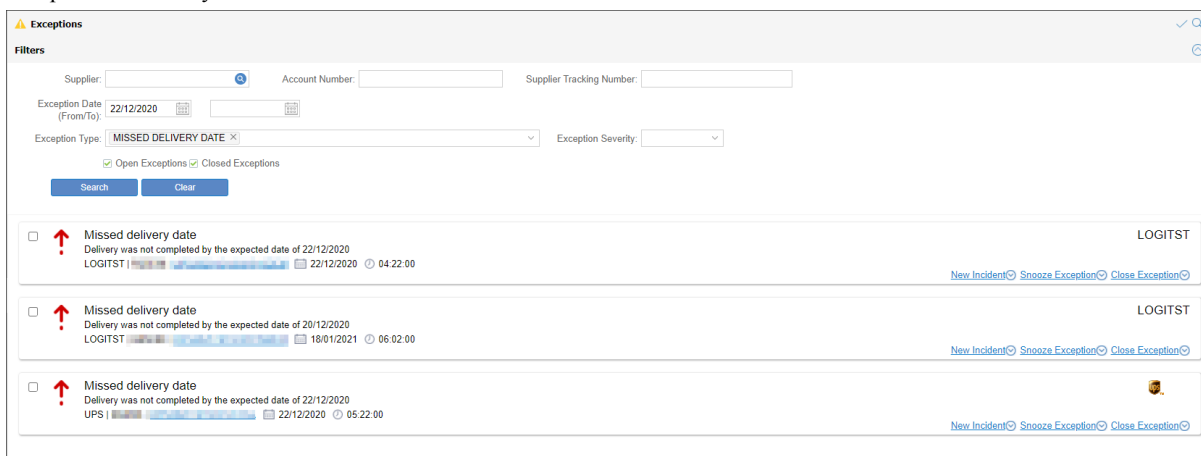 Exceptions
Filters
Supplier: Account Number: Supplier Tracking Number:
Exception Date (From/To): 22/12/2020
Exception Type: MISSED DELIVERY DATE × Exception Severity:
Open Exceptions Closed Exceptions
Search Clear
Missed delivery date LOGITST
Delivery was not completed by the expected date of 22/12/2020
LOGITST | 22/12/2020 04:22:00
New Incident Snooze Exception Close Exception
Missed delivery date LOGITST
Delivery was not completed by the expected date of 20/12/2020
LOGITST 18/01/2021 06:02:00
New Incident Snooze Exception Close Exception
Missed delivery date ups
Delivery was not completed by the expected date of 22/12/2020
UPS | 22/12/2020 05:22:00
New Incident Snooze Exception Close Exception